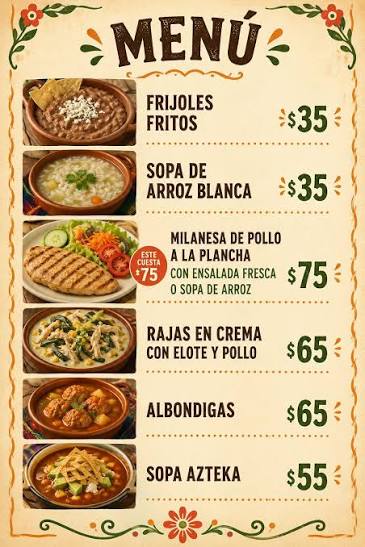 MENÚ
FRIJOLES
FRITOS
$35
SOPA DE
ARROZ BLANCA
$35
ESTE
CUESTA
$75
MILANESA DE POLLO
A LA PLANCHA
CON ENSALADA FRESCA
O SOPA DE ARROZ
$75
RAJAS EN CREMA
CON ELOTE Y POLLO
$65
ALBONDIGAS
$65
SOPA AZTEKA
$55